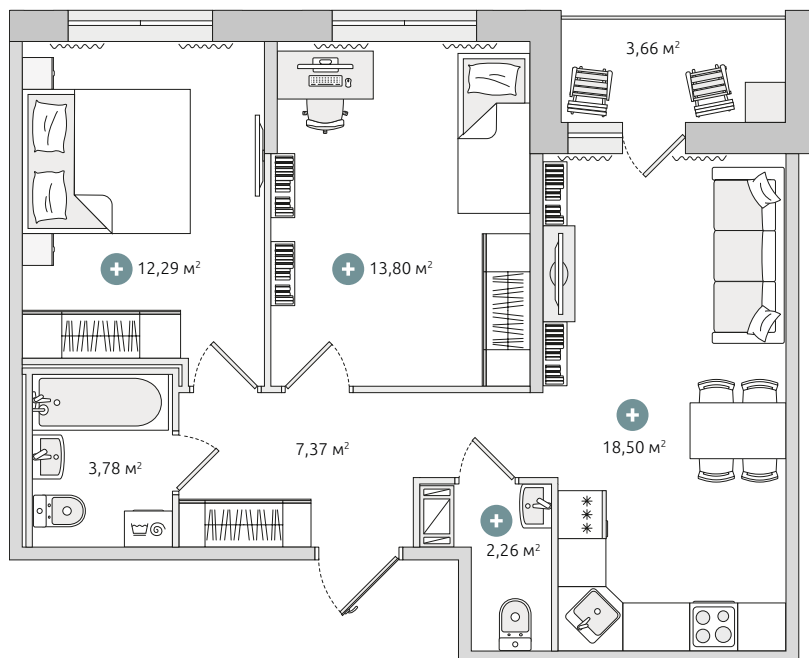 3,66 м²
12,29 м²
13,80 м²
18,50 м²
3,78 м²
7,37 м²
2,26 м²